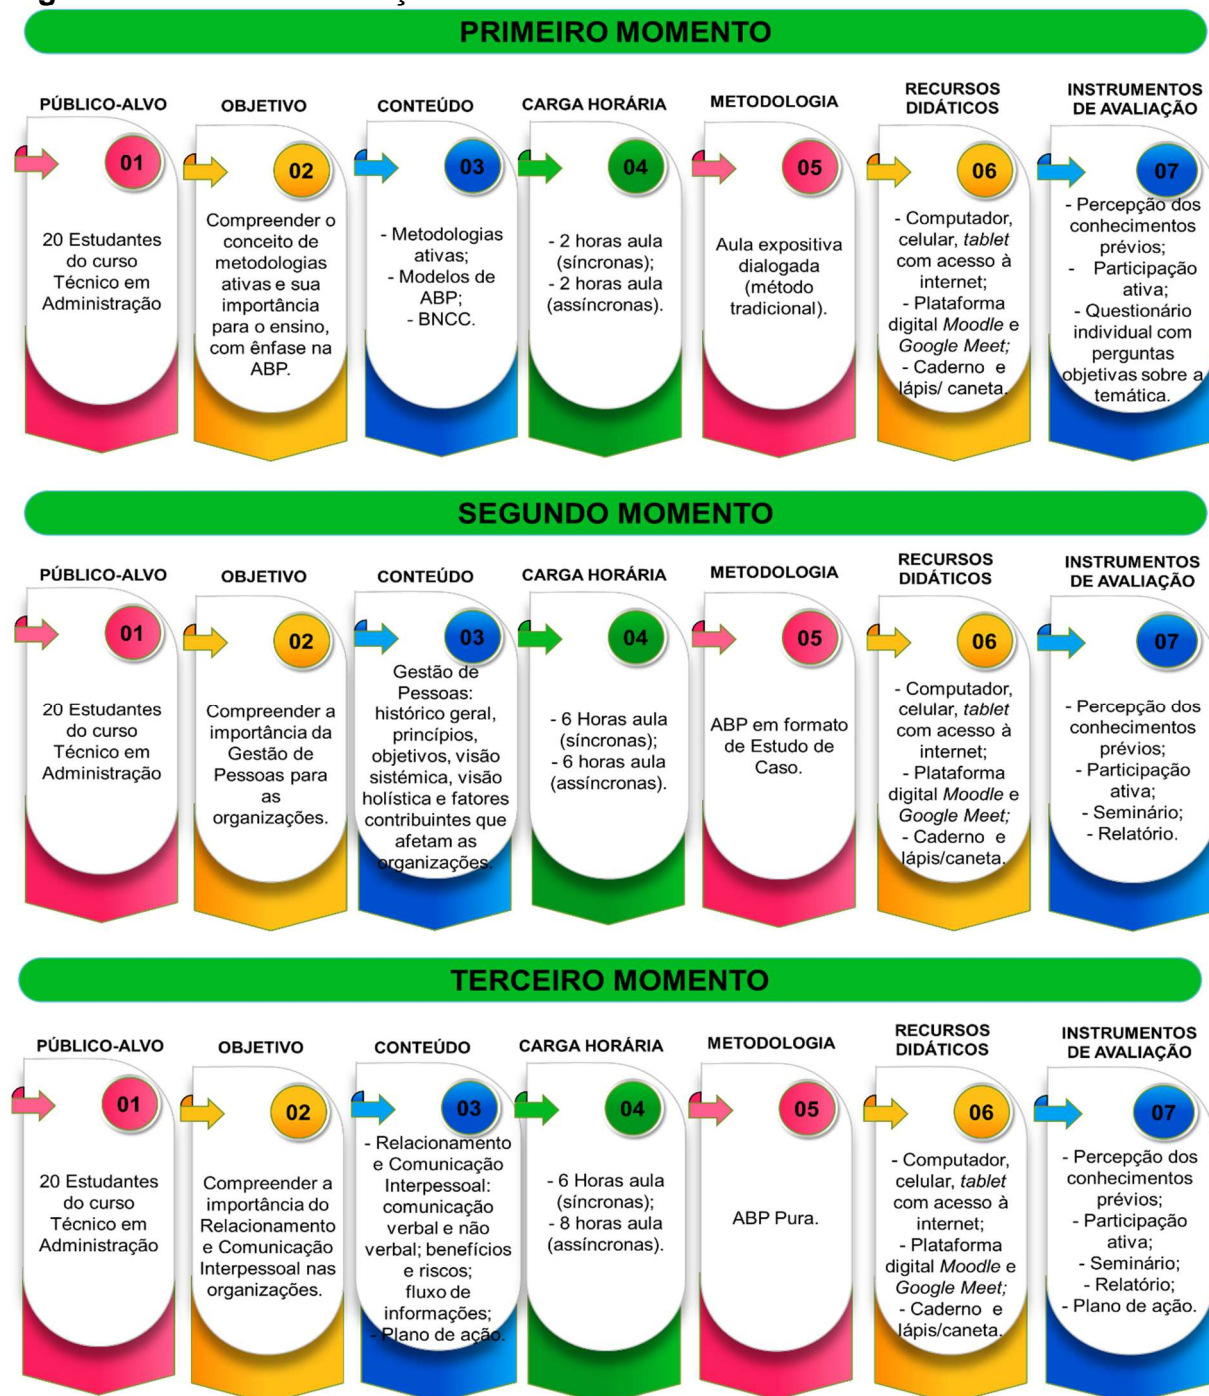 PRIMEIRO MOMENTO
PÚBLICO-ALVO
01
20 Estudantes
do curso
Técnico em
Administração
OBJETIVO
02
Compreender o
conceito de
metodologias
ativas e sua
importância
para o ensino,
com ênfase na
ABP.
CONTEÚDO
03
- Metodologias
ativas;
- Modelos de
ABP;
- BNCC.
CARGA HORÁRIA
04
- 2 horas aula
(síncronas);
- 2 horas aula
(assíncronas).
METODOLOGIA
05
Aula expositiva
dialogada
(método
tradicional).
RECURSOS
DIDÁTICOS
06
- Computador,
celular, tablet
com acesso à
internet;
- Plataforma
digital Moodle e
Google Meet;
- Caderno e
lápis/ caneta.
INSTRUMENTOS
DE AVALIAÇÃO
07
- Percepção dos
conhecimentos
prévios;
- Participação
ativa;
- Questionário
individual com
perguntas
objetivas sobre a
temática.
SEGUNDO MOMENTO
PÚBLICO-ALVO
01
20 Estudantes
do curso
Técnico em
Administração
OBJETIVO
02
Compreender a
importância da
Gestão de
Pessoas para
as
organizações.
CONTEÚDO
03
Gestão de
Pessoas:
histórico geral,
princípios,
objetivos, visão
sistémica, visão
holística e fatores
contribuintes que
afetam as
organizações.
CARGA HORÁRIA
04
- 6 Horas aula
(síncronas);
- 6 horas aula
(assíncronas).
METODOLOGIA
05
ABP em formato
de Estudo de
Caso.
RECURSOS
DIDÁTICOS
06
- Computador,
celular, tablet
com acesso à
internet;
- Plataforma
digital Moodle e
Google Meet;
- Caderno e
lápis/caneta.
INSTRUMENTOS
DE AVALIAÇÃO
07
- Percepção dos
conhecimentos
prévios;
- Participação
ativa;
- Seminário;
- Relatório.
TERCEIRO MOMENTO
PÚBLICO-ALVO
01
20 Estudantes
do curso
Técnico em
Administração
OBJETIVO
02
Compreender a
importância do
Relacionamento
e Comunicação
Interpessoal nas
organizações.
CONTEÚDO
03
- Relacionamento
e Comunicação
Interpessoal:
comunicação
verbal e não
verbal; benefícios
e riscos;
fluxo de
informações;
- Plano de ação.
CARGA HORÁRIA
04
- 6 Horas aula
(síncronas);
- 8 horas aula
(assíncronas).
METODOLOGIA
05
ABP Pura.
RECURSOS
DIDÁTICOS
06
- Computador,
celular, tablet
com acesso à
internet;
- Plataforma
digital Moodle e
Google Meet;
- Caderno e
lápis/caneta.
INSTRUMENTOS
DE AVALIAÇÃO
07
- Percepção dos
conhecimentos
prévios;
- Participação
ativa;
- Seminário;
- Relatório;
- Plano de ação.